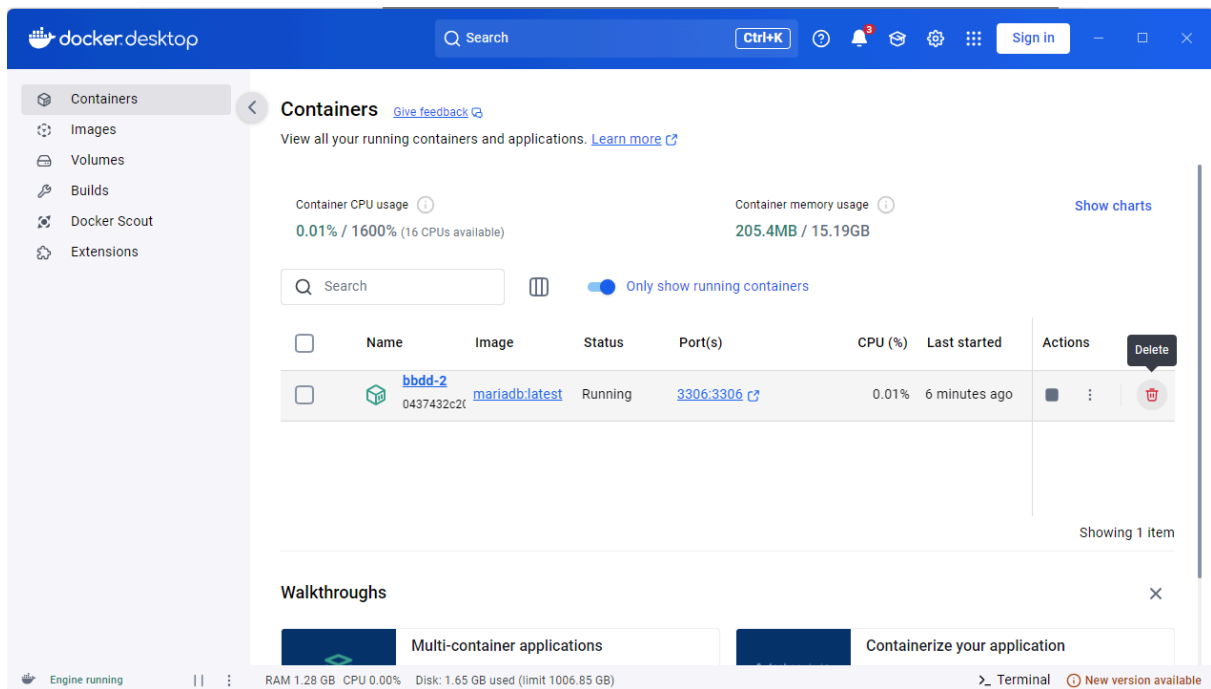 docker.desktop
Search
Ctrl+K
3
Sign in
Containers
Images
Volumes
Builds
Docker Scout
Extensions
Containers Give feedback
View all your running containers and applications. Learn more
Container CPU usage
0.01% / 1600% (16 CPUs available)
Container memory usage
205.4MB / 15.19GB
Show charts
Search
Only show running containers
Name Image Status Port(s) CPU (%) Last started Actions
Delete
bbdd-2
0437432c20
mariadb:latest Running 3306:3306 0.01% 6 minutes ago
Showing 1 item
Walkthroughs
Multi-container applications
Containerize your application
Engine running
RAM 1.28 GB CPU 0.00% Disk: 1.65 GB used (limit 1006.85 GB)
Terminal
New version available